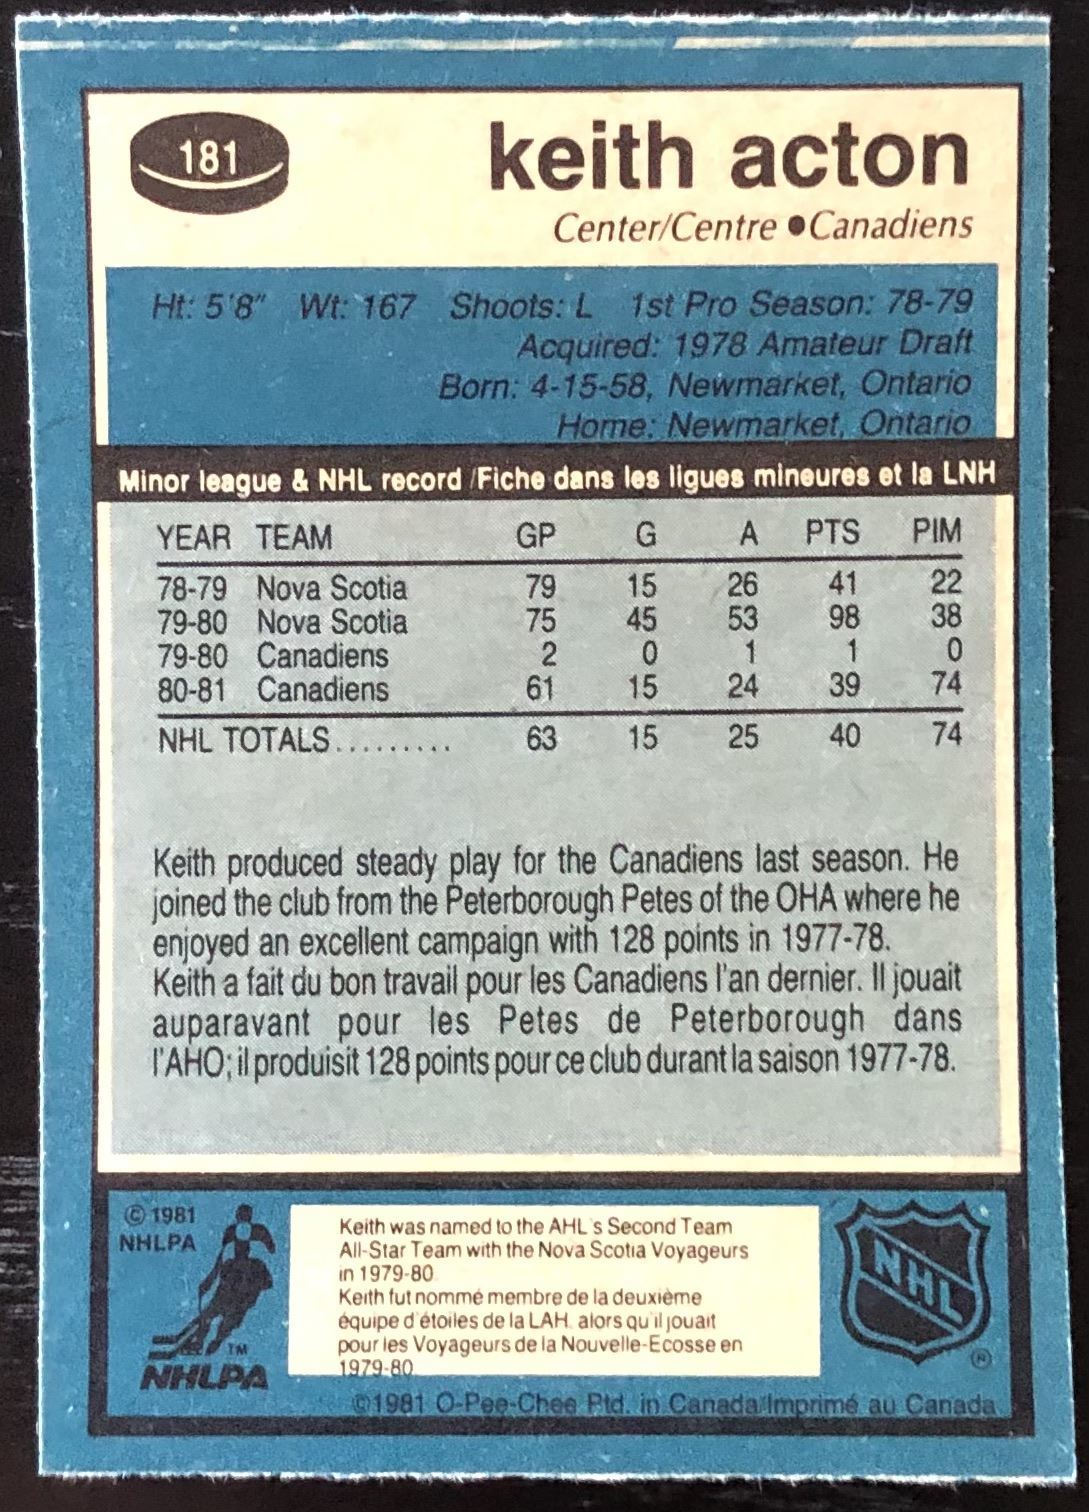 181
keith acton
Center/Centre ●Canadiens
Ht: 5'8" Wt: 167 Shoots: L 1st Pro Season: 78-79
Acquired: 1978 Amateur Draft
Born: 4-15-58, Newmarket, Ontario
Home: Newmarket, Ontario
Minor league & NHL record /Fiche dans les ligues mineures et la LNH
YEAR TEAM GP G A PTS PIM
78-79 Nova Scotia 79 15 26 41 22
79-80 Nova Scotia 75 45 53 98 38
79-80 Canadiens 2 0 1 1 0
80-81 Canadiens 61 15 24 39 74
NHL TOTALS......... 63 15 25 40 74
Keith produced steady play for the Canadiens last season. He
joined the club from the Peterborough Petes of the OHA where he
enjoyed an excellent campaign with 128 points in 1977-78.
Keith a fait du bon travail pour les Canadiens l'an dernier. Il jouait
auparavant pour les Petes de Peterborough dans
l'AHO; il produisit 128 points pour ce club durant la saison 1977-78.
© 1981
NHLPA
TM
NHLPA
Keith was named to the AHL's Second Team
All-Star Team with the Nova Scotia Voyageurs
in 1979-80
Keith fut nommé membre de la deuxième
équipe d'étoiles de la LAH alors qu'il jouait
pour les Voyageurs de la Nouvelle-Ecosse en
1979-80
NHL
®
©1981 O-Pee-Chee Ptd. in Canada/Imprimé au Canada